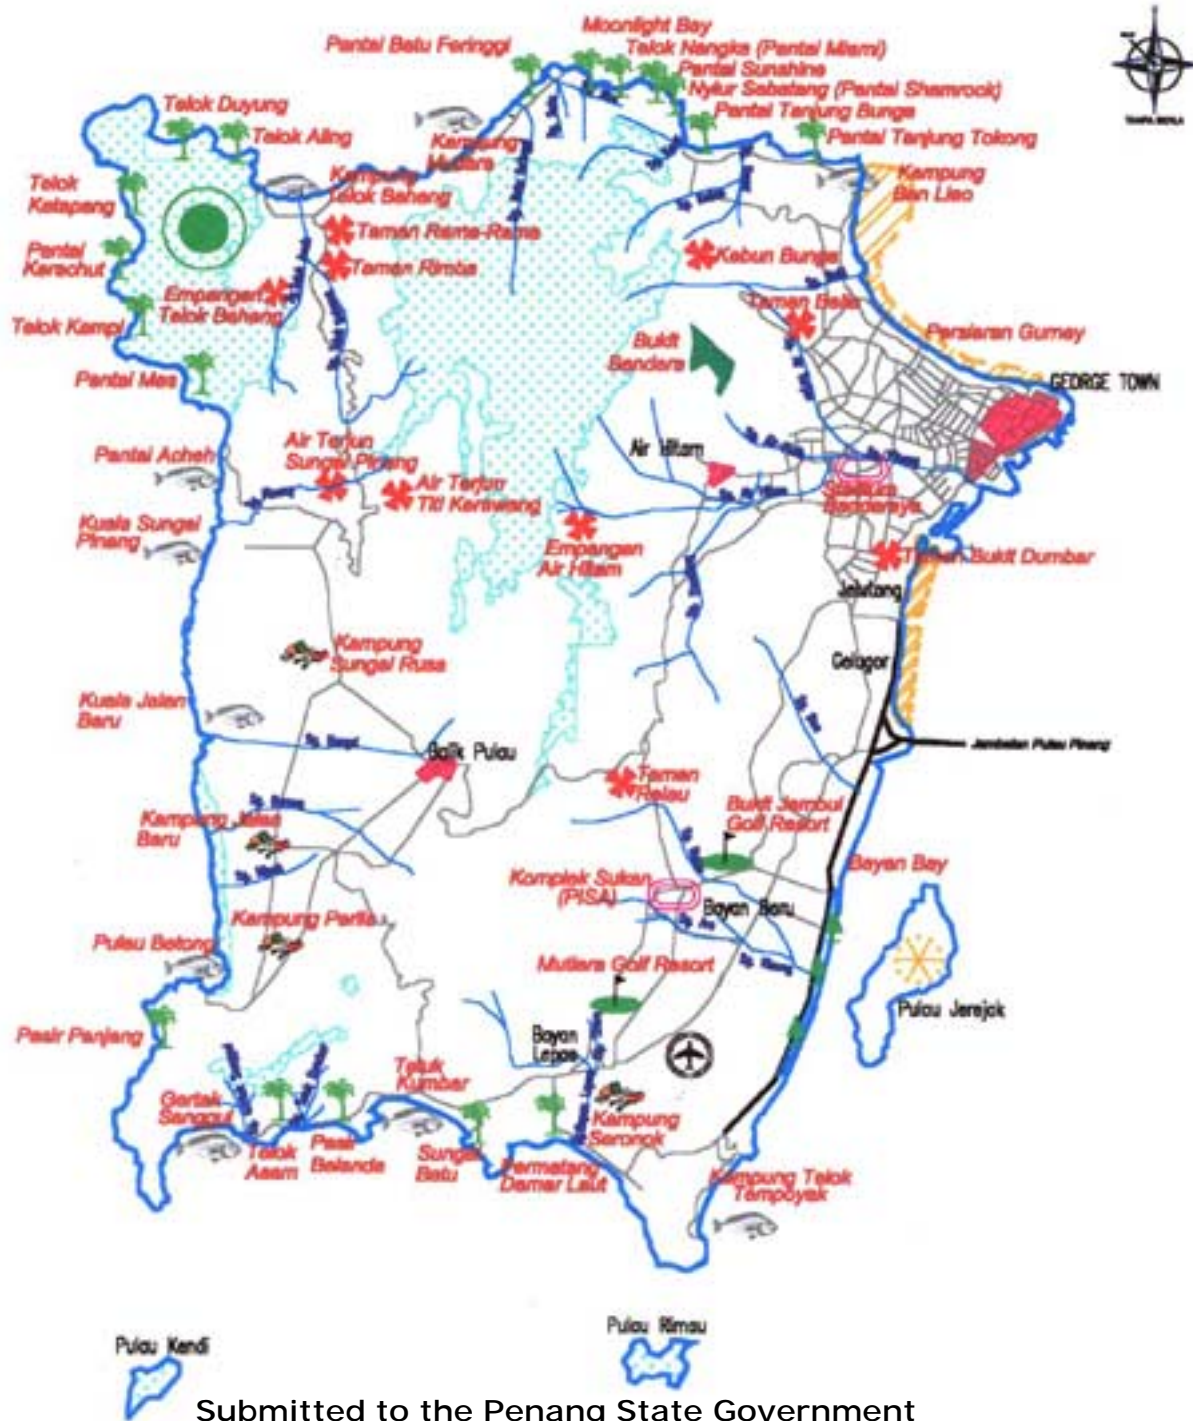 Moonlight Bay
Pantai Batu Feringgi
Telok Nangka (Pantai Miami)
Pantai Sunshine
Nylur Sabatang (Pantai Shamrock)
Pantai Tanjung Bunga
Pantai Tanjung Tokong
Telok Duyung
Telok Aling
Kampung
Mutiara
Kampung
Telok Bahang
Kampung
Ban Liao
Telok
Ketapang
Taman Rama-Rama
Taman Rimba
Kebun Bunga
Pantai
Kerachut
Empangan
Telok Bahang
Taman Belia
Telok Kampi
Bukit
Bendera
Persiaran Gurney
Pantai Mas
GEORGE TOWN
Air Terjun
Sungai Pinang
Pantai Acheh
Air Hitam
Air Terjun
Titi Kerawang
Stadium
Bandaraya
Kuala Sungai
Pinang
Empangan
Air Hitam
Taman Bukit Dumbar
Jelutong
Kampung
Sungai Rusa
Gelugor
Kuala Jalan
Baru
Jambatan Pulau Pinang
Balik Pulau
Taman
Relau
Bukit Jambul
Golf Resort
Kampung Jalan
Baru
Bayan Bay
Komplek Sukan
(PISA)
Bayan Baru
Kampung Perlis
Pulau Betong
Mutiara Golf Resort
Pulau Jerejak
Pasir Panjang
Bayan
Lepas
Teluk
Kumbar
Gertak
Sanggul
Kampung
Seronok
Telok
Asam
Pasir
Belanda
Sungai
Batu
Permatang
Damar Laut
Kampung Telok
Tempoyak
Pulau Kendi
Pulau Rimau
Submitted to the Penang State Government